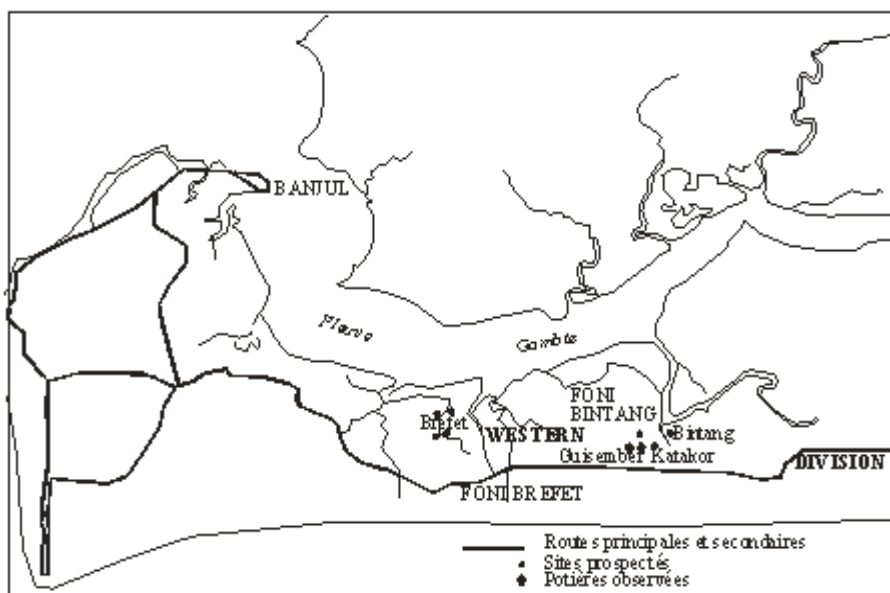 BANJUL
Fleuve
Gambie
FONI
BINTANG
Brefet
WESTERN
Bintang
Guisember Katakor
DIVISION
FONI BREFET
Routes principales et secondaires
Sites prospectés
Potières observées